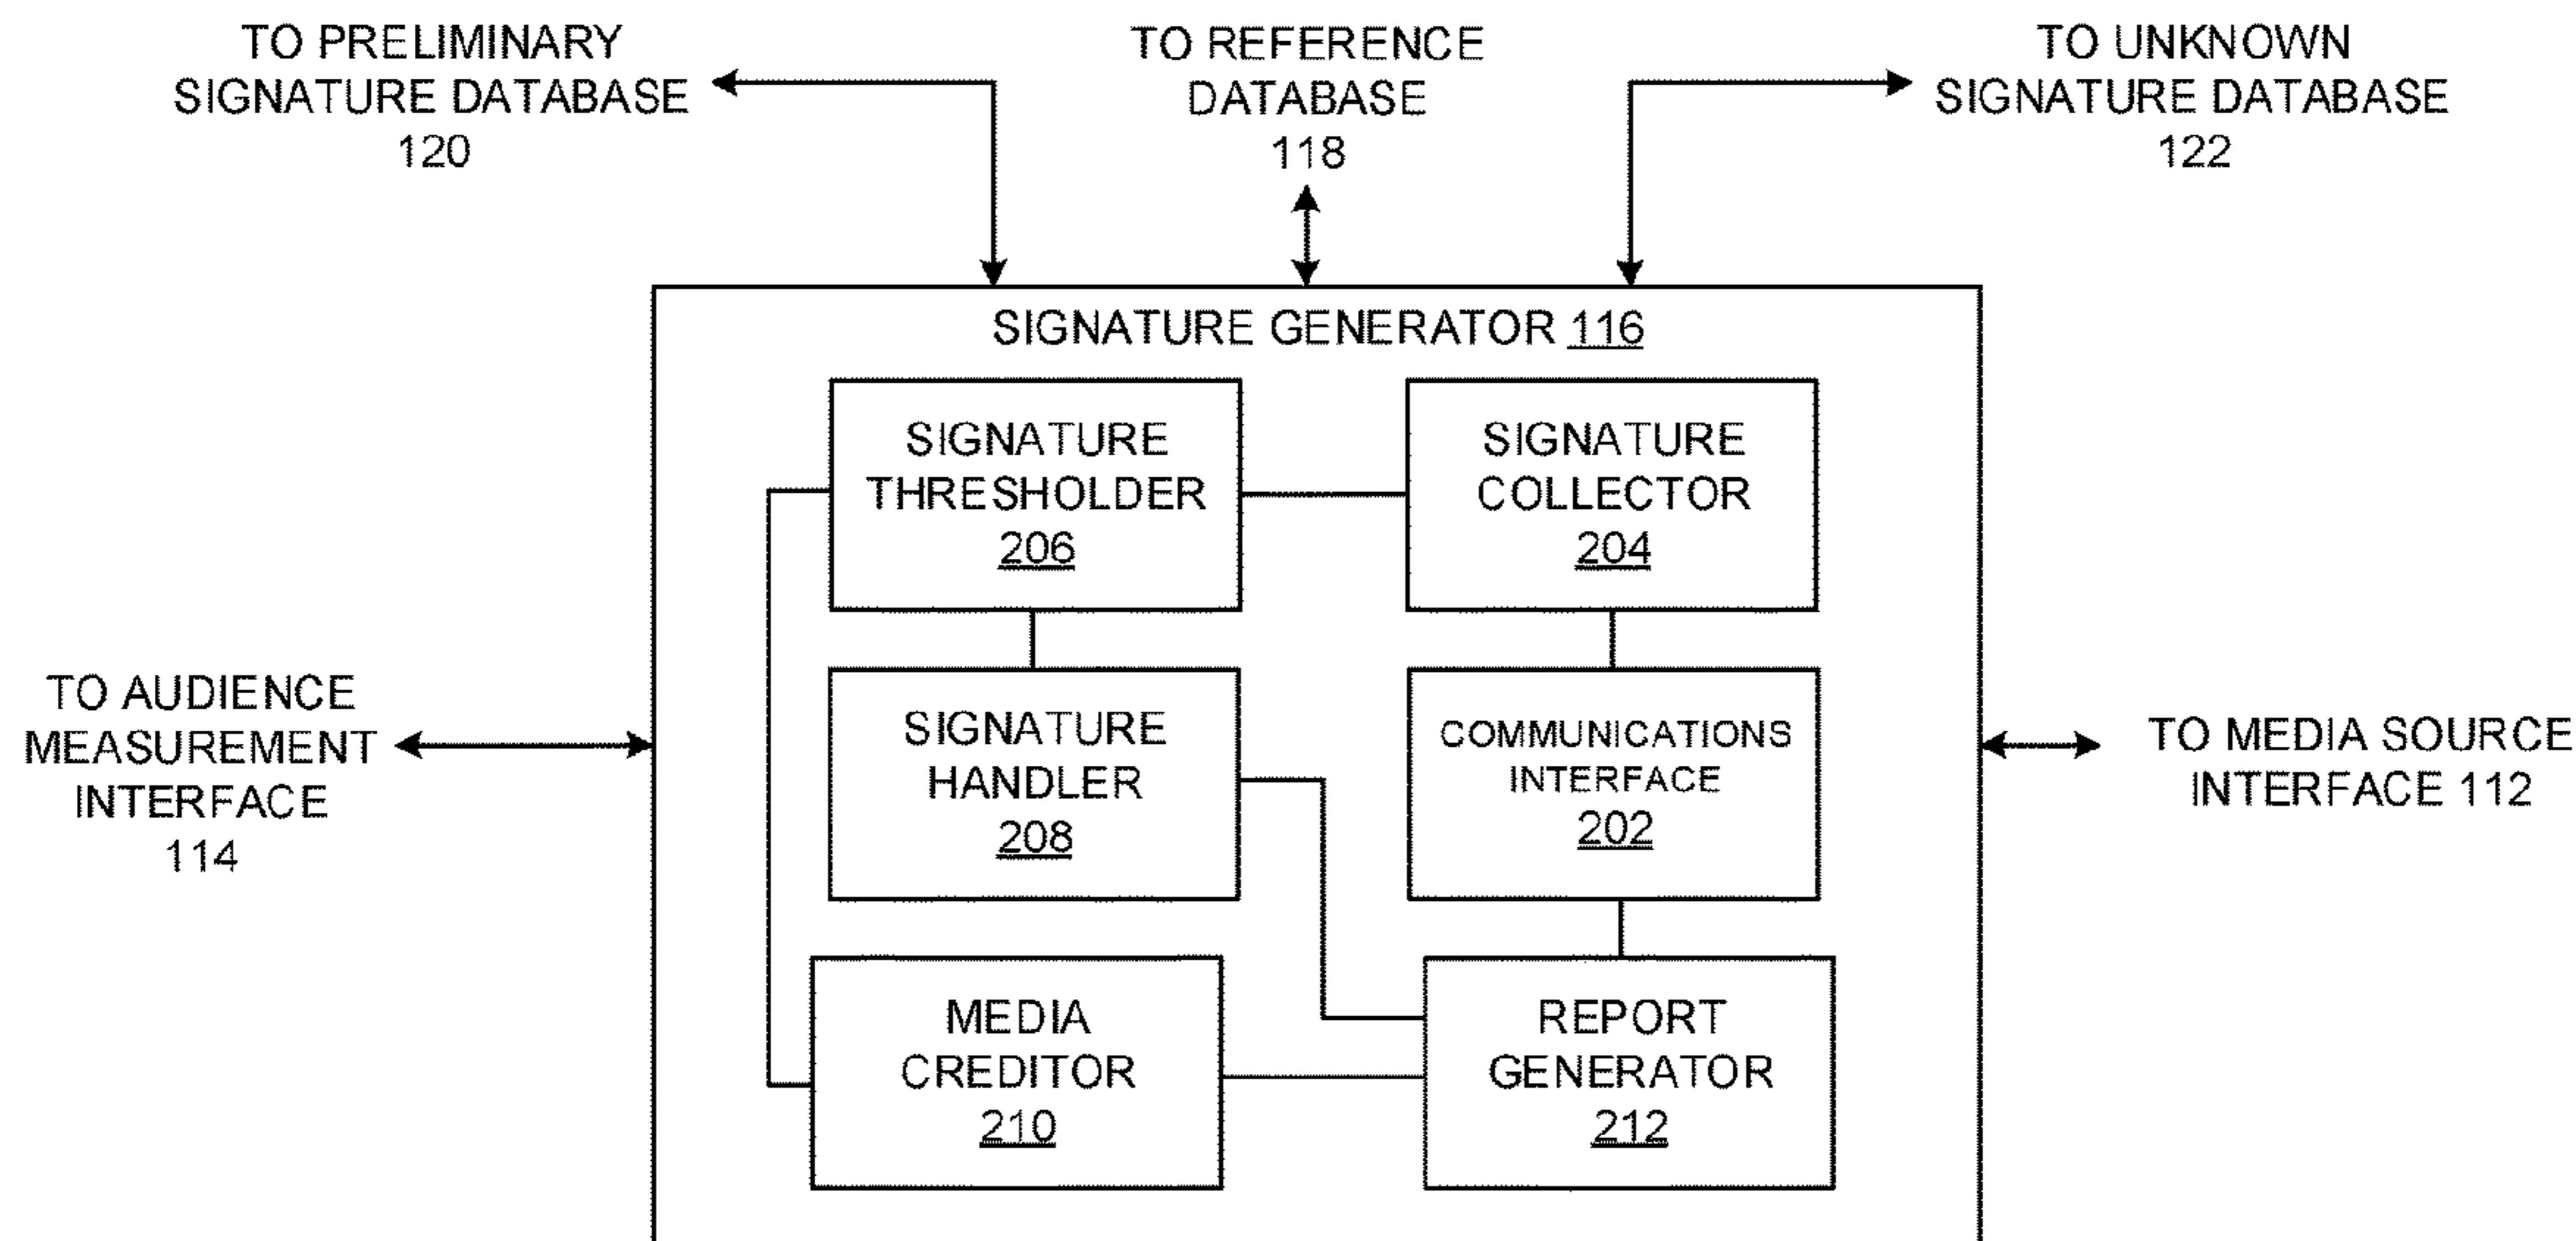 TO PRELIMINARY
SIGNATURE DATABASE
120
TO REFERENCE
DATABASE
118
TO UNKNOWN
SIGNATURE DATABASE
122
SIGNATURE GENERATOR 116
SIGNATURE
THRESHOLDER
206
SIGNATURE
COLLECTOR
204
TO AUDIENCE
MEASUREMENT
INTERFACE
114
SIGNATURE
HANDLER
208
COMMUNICATIONS
INTERFACE
202
TO MEDIA SOURCE
INTERFACE 112
MEDIA
CREDITOR
210
REPORT
GENERATOR
212